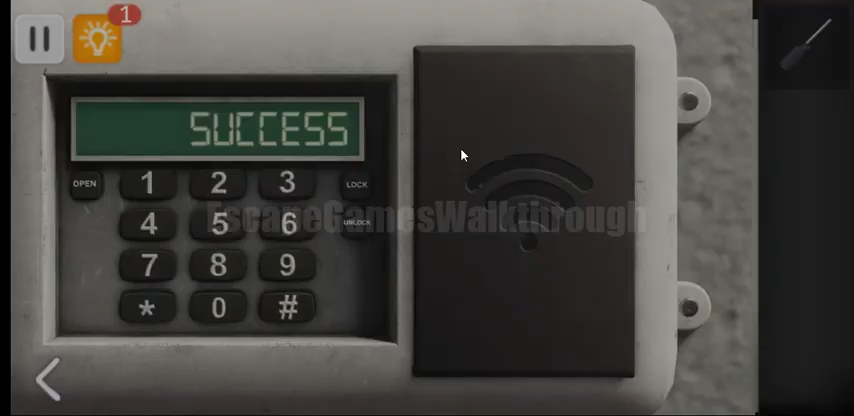 1
SUCCESS
OPEN 1 2 3 LOCK
4 5 6 UNLOCK
EscapeGamesWalkthrough
7 8 9
* 0 #